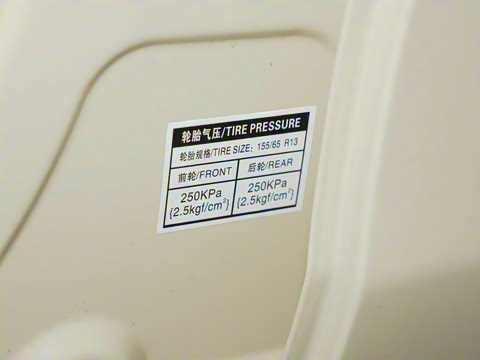 轮胎气压/TIRE PRESSURE
轮胎规格/TIRE SIZE: 155/65 R13
前轮/FRONT 后轮/REAR
250KPa 250KPa
{2.5kgf/cm²} {2.5kgf/cm²}